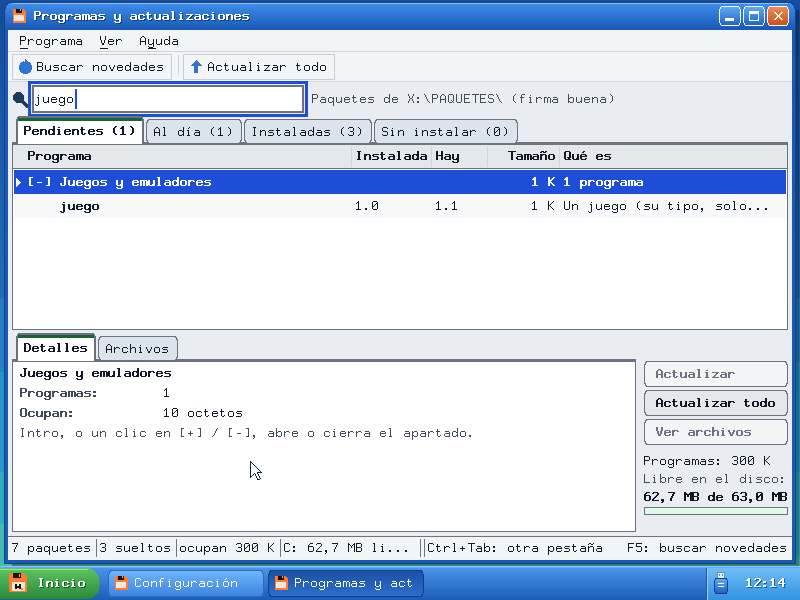 Programas y actualizaciones
Programa Ver Ayuda
Buscar novedades Actualizar todo
juego Paquetes de X:\PAQUETES\ (firma buena)
Pendientes (1) Al día (1) Instaladas (3) Sin instalar (0)
Programa Instalada Hay Tamaño Qué es
[-] Juegos y emuladores 1 K 1 programa
juego 1.0 1.1 1 K Un juego (su tipo, solo...
Detalles Archivos
Juegos y emuladores
Programas: 1
Ocupan: 10 octetos
Intro, o un clic en [+] / [-], abre o cierra el apartado.
Actualizar
Actualizar todo
Ver archivos
Programas: 300 K
Libre en el disco:
62,7 MB de 63,0 MB
7 paquetes 3 sueltos ocupan 300 K C: 62,7 MB li... Ctrl+Tab: otra pestaña F5: buscar novedades
Inicio Configuración Programas y act 12:14